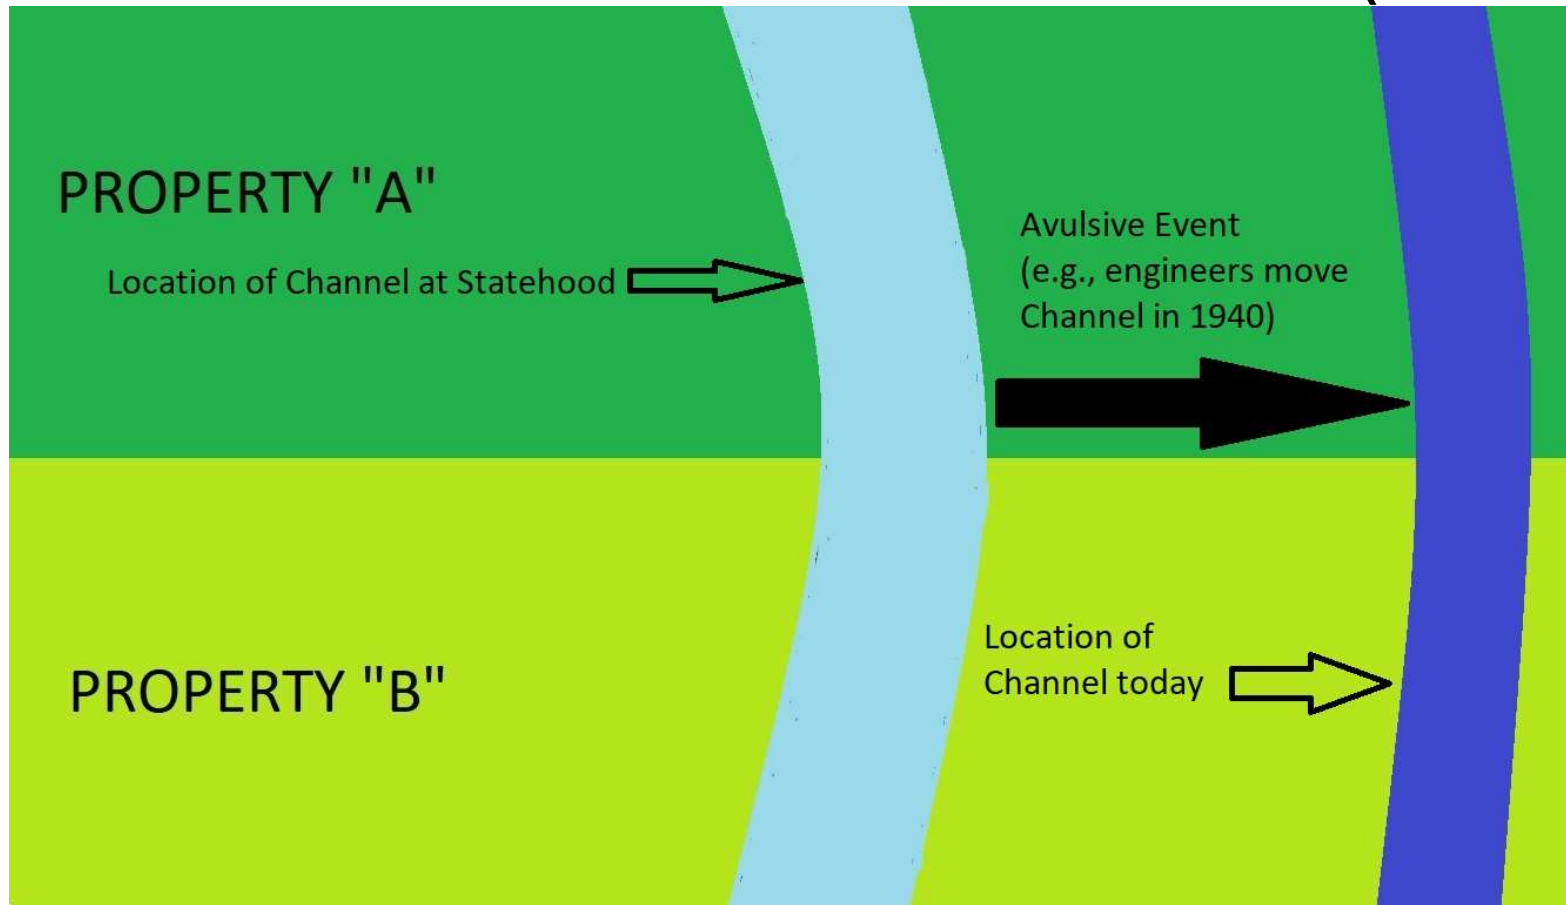 PROPERTY "A"
Location of Channel at Statehood
Avulsive Event
(e.g., engineers move
Channel in 1940)
PROPERTY "B"
Location of
Channel today